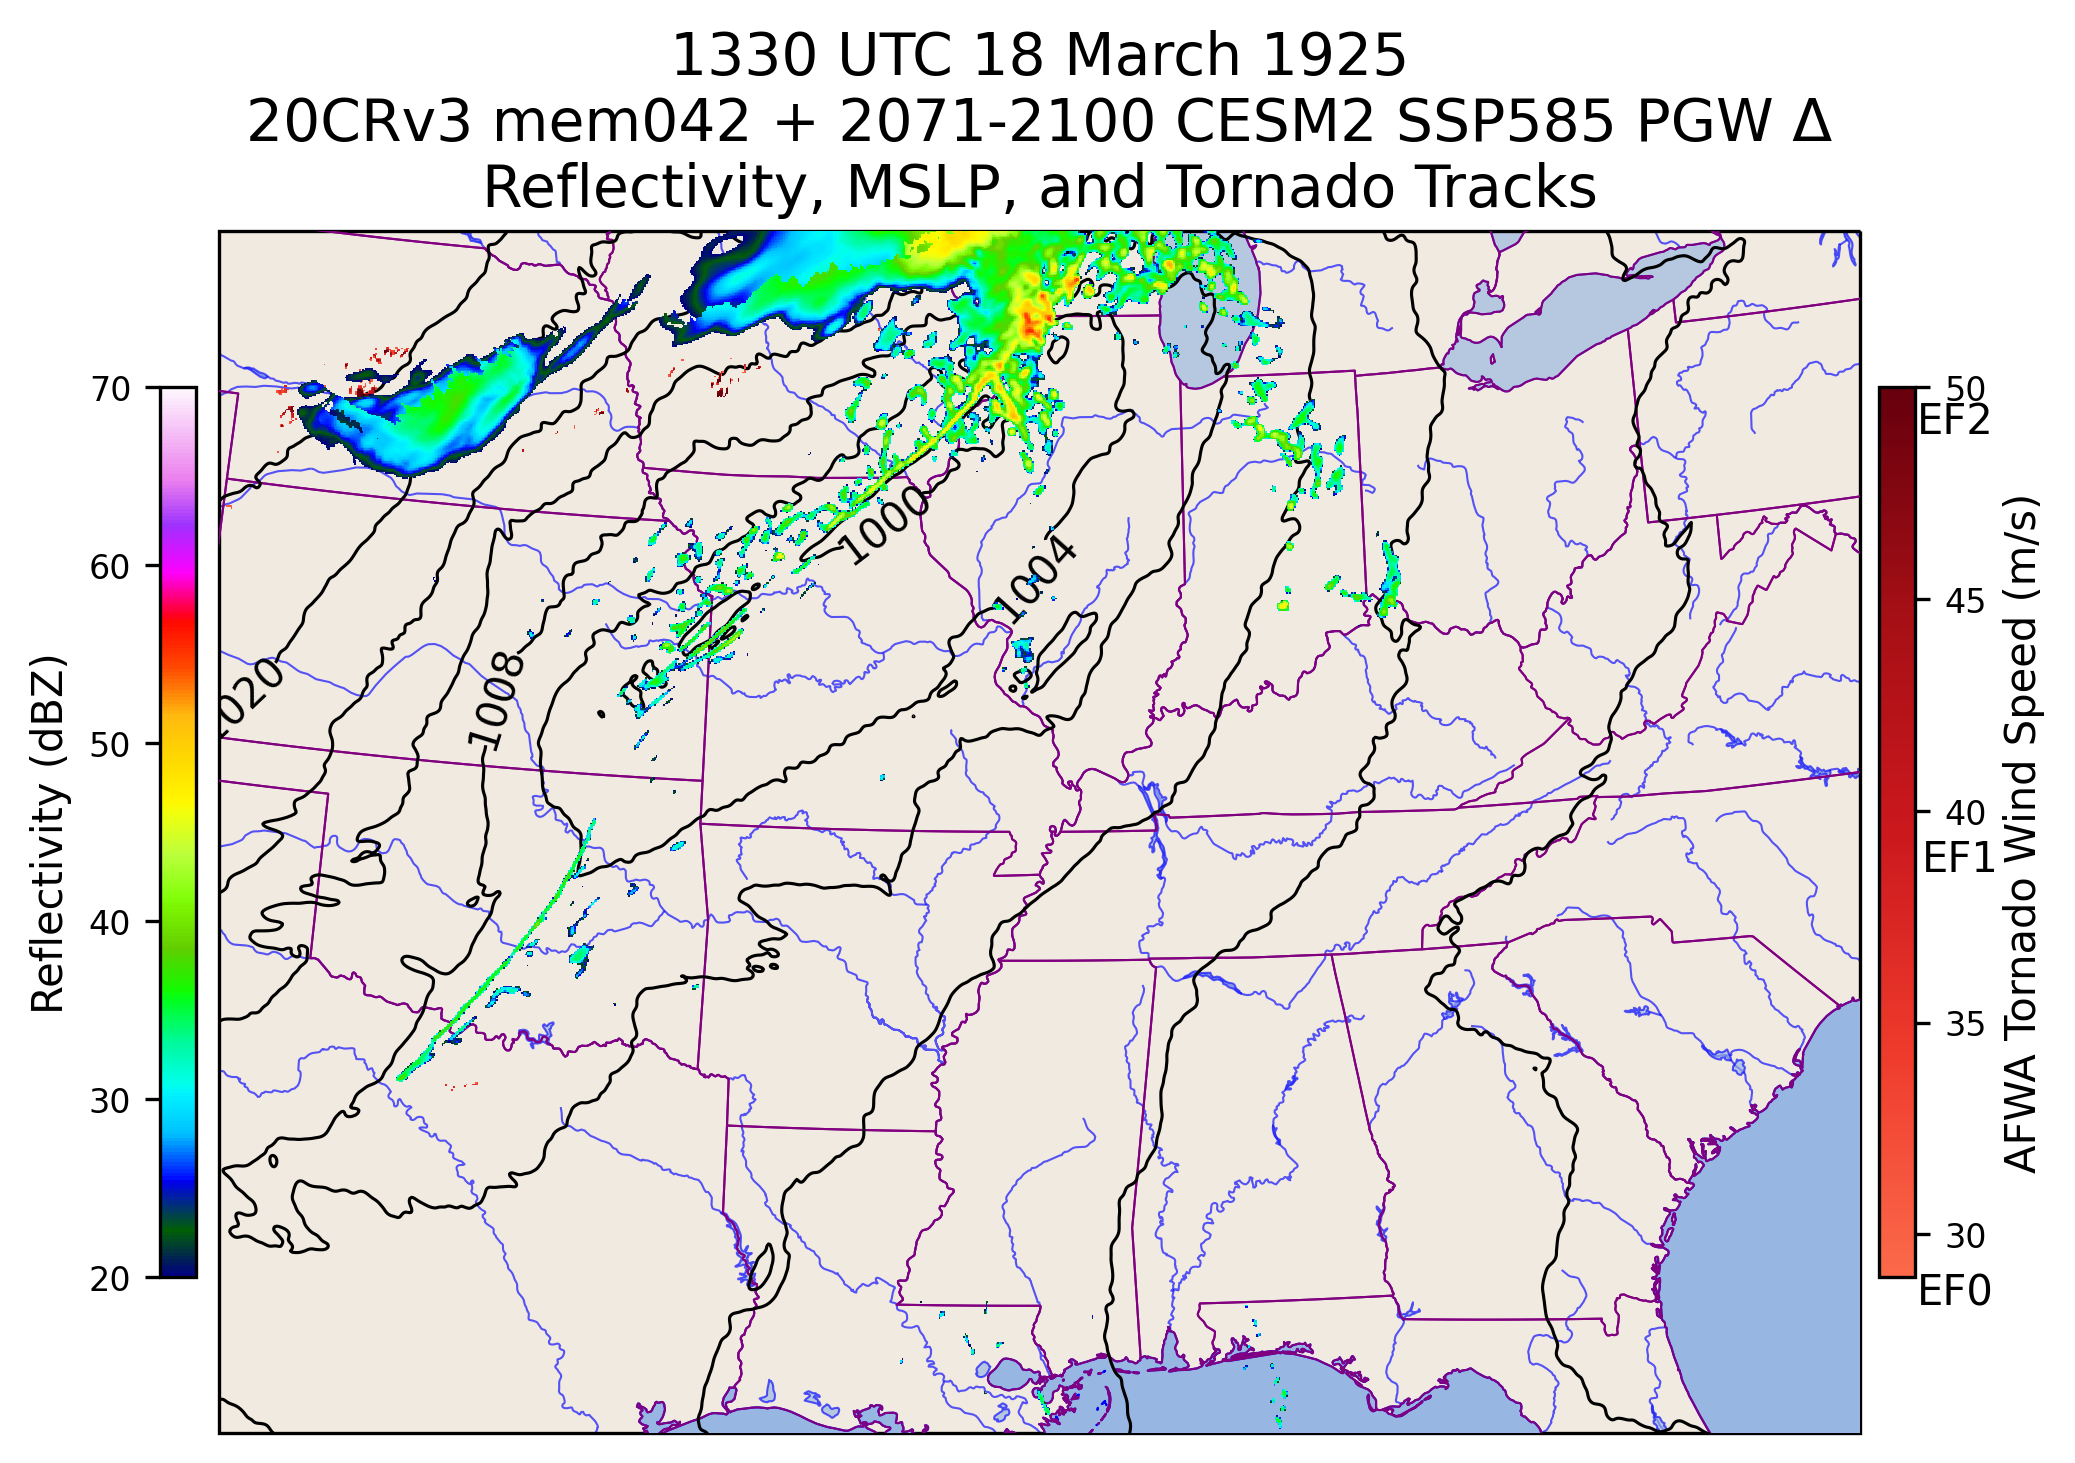 1330 UTC 18 March 1925
20CRv3 mem042 + 2071-2100 CESM2 SSP585 PGW Δ
Reflectivity, MSLP, and Tornado Tracks
Reflectivity (dBZ)
70
60
50
40
30
20
1020
1008
1000
1004
50
EF2
45
40
EF1
35
30
EF0
AFWA Tornado Wind Speed (m/s)